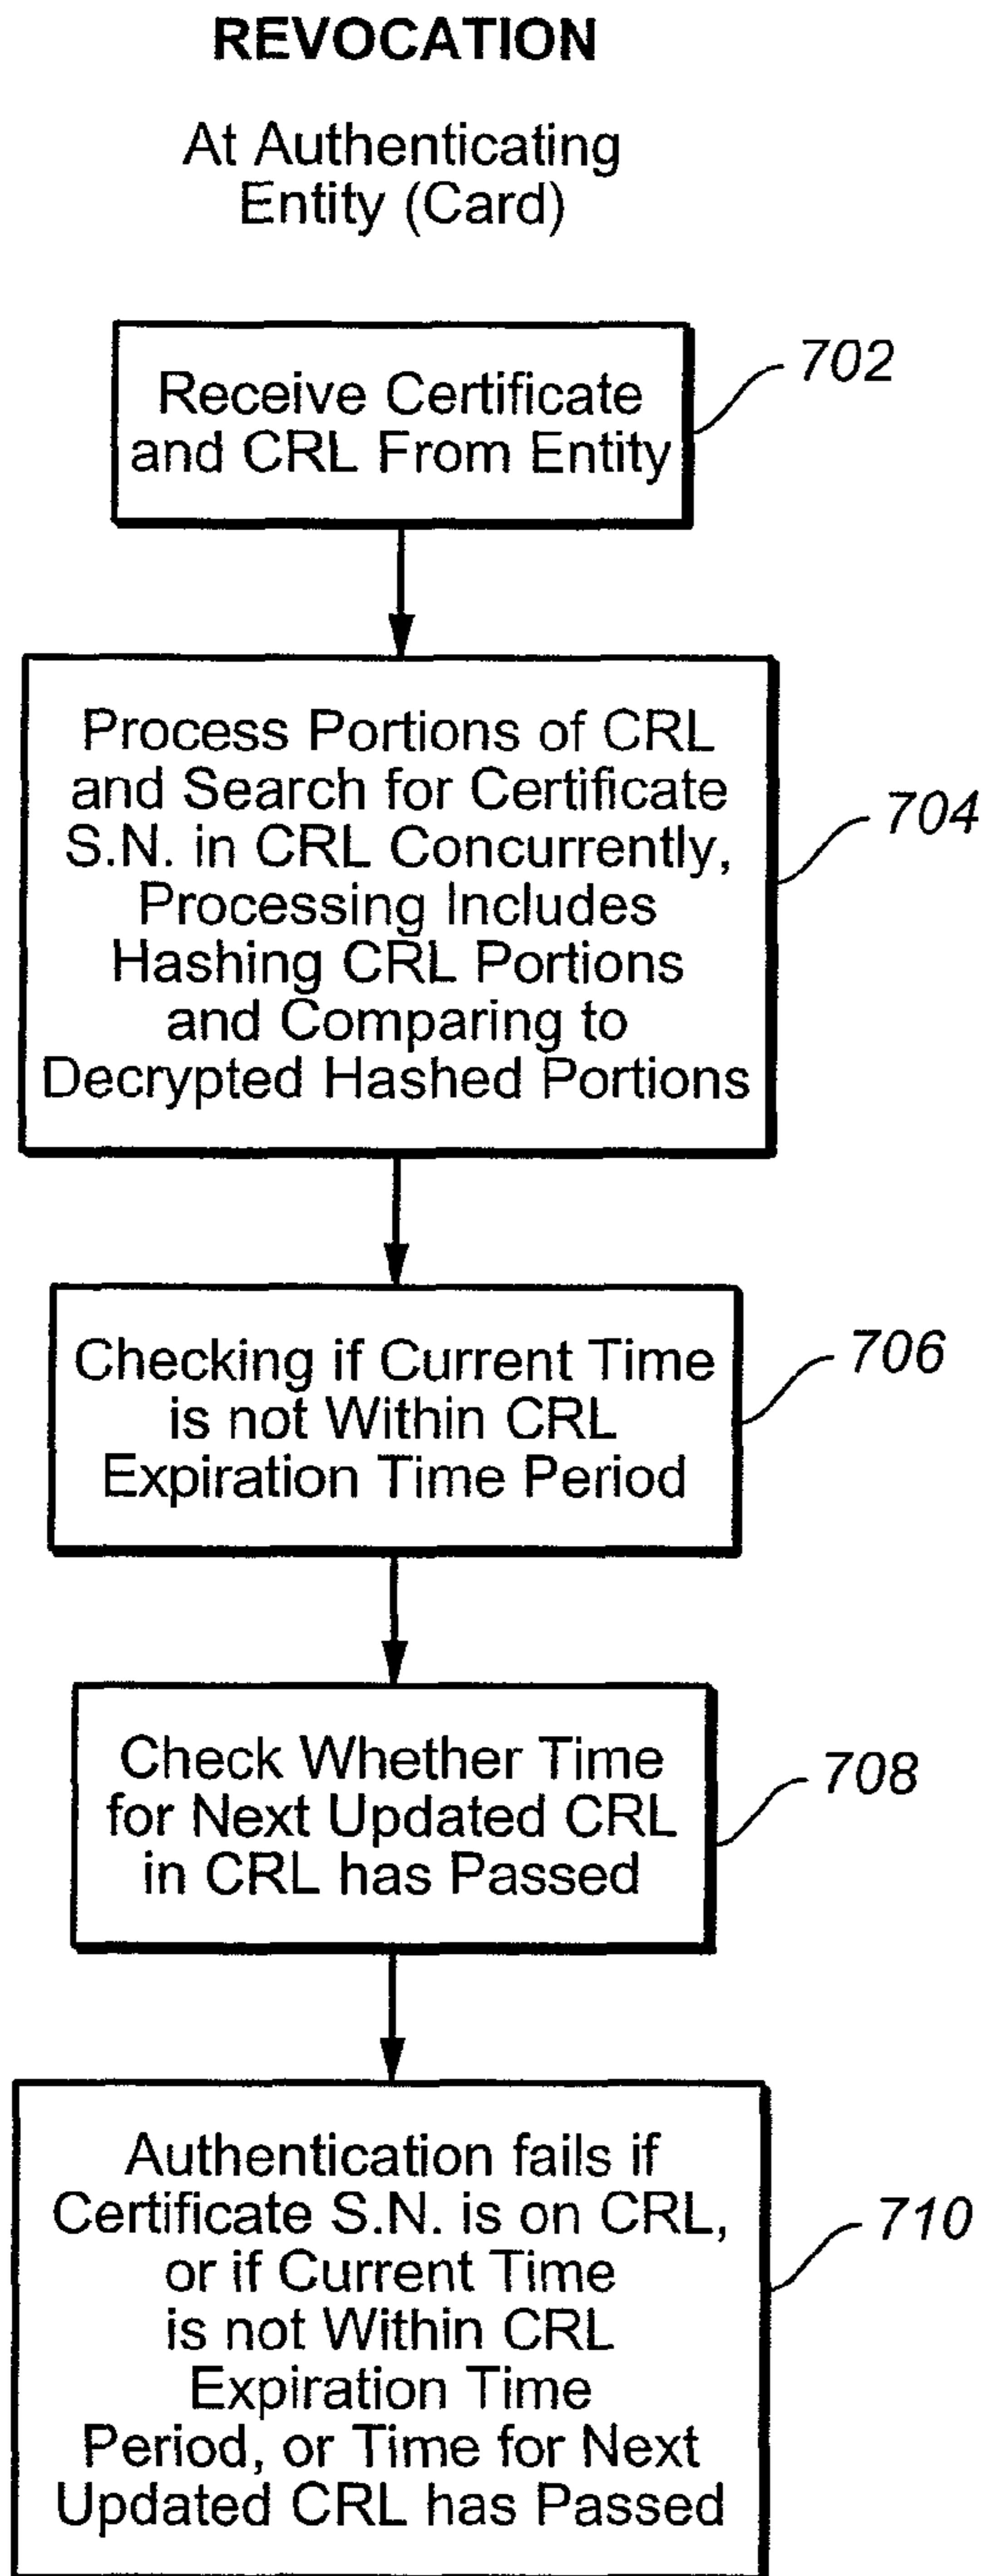 REVOCATION
At Authenticating
Entity (Card)
Receive Certificate
and CRL From Entity
702
Process Portions of CRL
and Search for Certificate
S.N. in CRL Concurrently,
Processing Includes
Hashing CRL Portions
and Comparing to
Decrypted Hashed Portions
704
Checking if Current Time
is not Within CRL
Expiration Time Period
706
Check Whether Time
for Next Updated CRL
in CRL has Passed
708
Authentication fails if
Certificate S.N. is on CRL,
or if Current Time
is not Within CRL
Expiration Time
Period, or Time for Next
Updated CRL has Passed
710